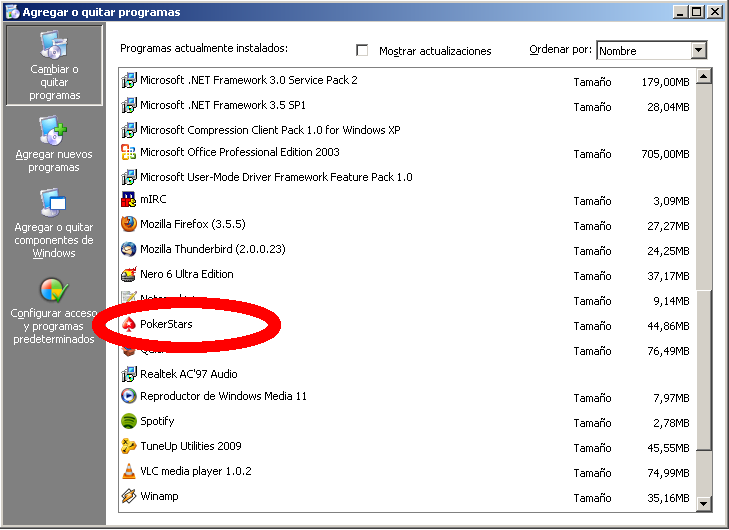 Agregar o quitar programas
Cambiar o
quitar
programas
Agregar nuevos
programas
Agregar o quitar
componentes de
Windows
Configurar acceso
y programas
predeterminados
Programas actualmente instalados:
Mostrar actualizaciones
Ordenar por:
Nombre
Microsoft .NET Framework 3.0 Service Pack 2 Tamaño 179,00MB
Microsoft .NET Framework 3.5 SP1 Tamaño 28,04MB
Microsoft Compression Client Pack 1.0 for Windows XP
Microsoft Office Professional Edition 2003 Tamaño 705,00MB
Microsoft User-Mode Driver Framework Feature Pack 1.0
mIRC Tamaño 3,09MB
Mozilla Firefox (3.5.5) Tamaño 27,27MB
Mozilla Thunderbird (2.0.0.23) Tamaño 24,25MB
Nero 6 Ultra Edition Tamaño 37,17MB
Tamaño 9,14MB
PokerStars Tamaño 44,86MB
Tamaño 76,49MB
Realtek AC'97 Audio
Reproductor de Windows Media 11 Tamaño 7,97MB
Spotify Tamaño 2,78MB
TuneUp Utilities 2009 Tamaño 45,55MB
VLC media player 1.0.2 Tamaño 74,99MB
Winamp Tamaño 35,16MB